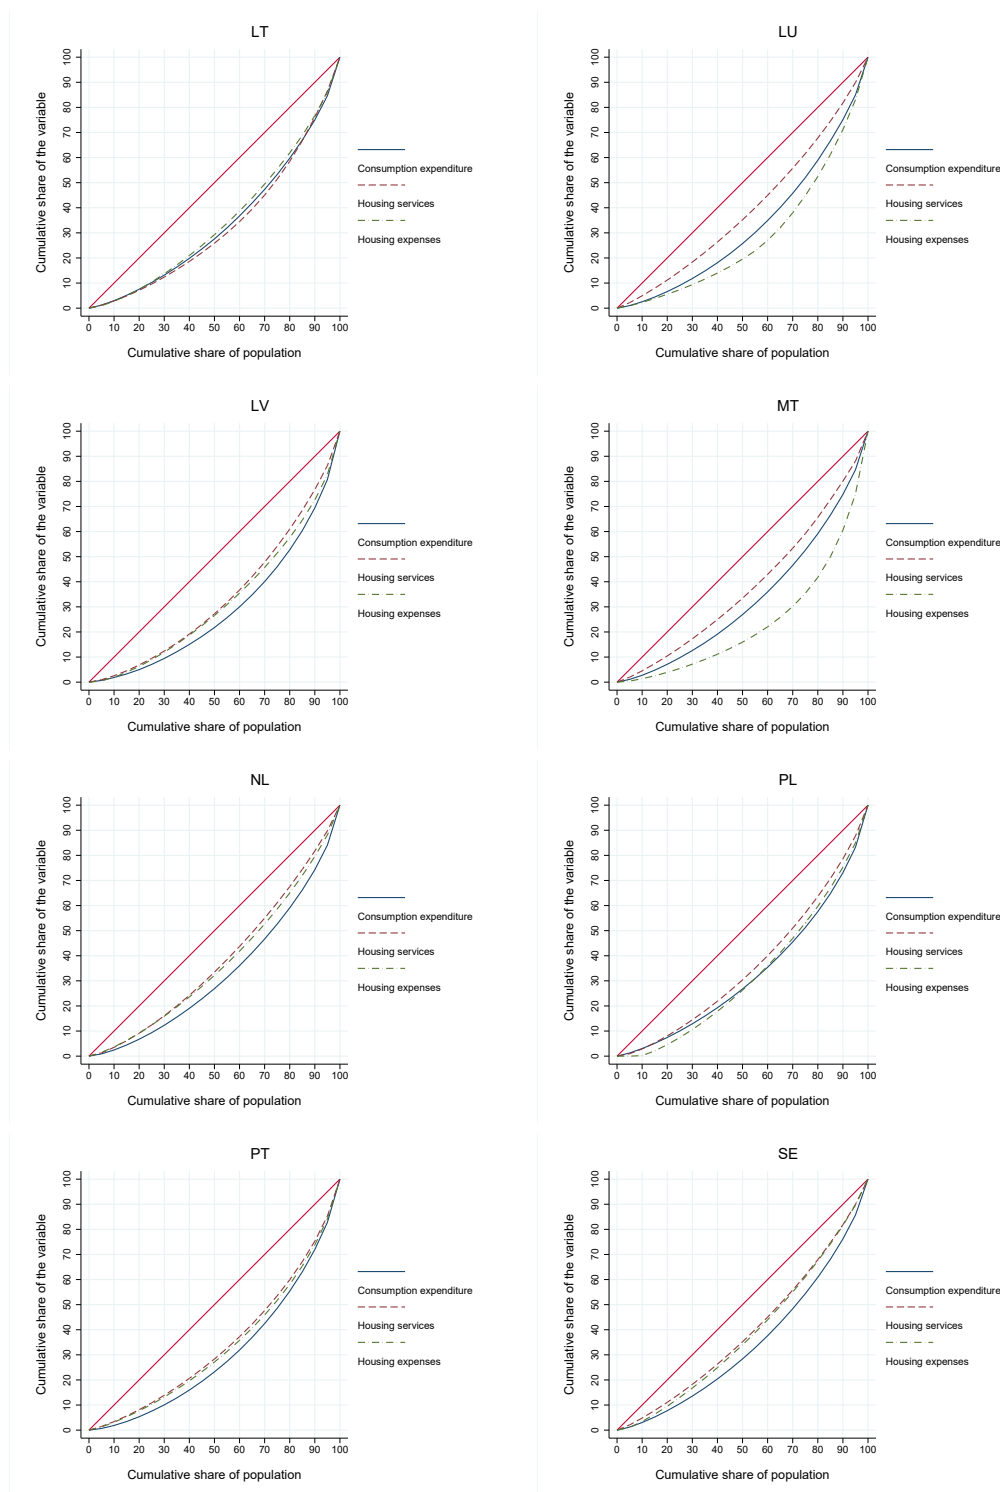 LT
Cumulative share of the variable
0 10 20 30 40 50 60 70 80 90 100
0 10 20 30 40 50 60 70 80 90 100
Cumulative share of population
Consumption expenditure
Housing services
Housing expenses
LU
Cumulative share of the variable
0 10 20 30 40 50 60 70 80 90 100
0 10 20 30 40 50 60 70 80 90 100
Cumulative share of population
Consumption expenditure
Housing services
Housing expenses
LV
Cumulative share of the variable
0 10 20 30 40 50 60 70 80 90 100
0 10 20 30 40 50 60 70 80 90 100
Cumulative share of population
Consumption expenditure
Housing services
Housing expenses
MT
Cumulative share of the variable
0 10 20 30 40 50 60 70 80 90 100
0 10 20 30 40 50 60 70 80 90 100
Cumulative share of population
Consumption expenditure
Housing services
Housing expenses
NL
Cumulative share of the variable
0 10 20 30 40 50 60 70 80 90 100
0 10 20 30 40 50 60 70 80 90 100
Cumulative share of population
Consumption expenditure
Housing services
Housing expenses
PL
Cumulative share of the variable
0 10 20 30 40 50 60 70 80 90 100
0 10 20 30 40 50 60 70 80 90 100
Cumulative share of population
Consumption expenditure
Housing services
Housing expenses
PT
Cumulative share of the variable
0 10 20 30 40 50 60 70 80 90 100
0 10 20 30 40 50 60 70 80 90 100
Cumulative share of population
Consumption expenditure
Housing services
Housing expenses
SE
Cumulative share of the variable
0 10 20 30 40 50 60 70 80 90 100
0 10 20 30 40 50 60 70 80 90 100
Cumulative share of population
Consumption expenditure
Housing services
Housing expenses